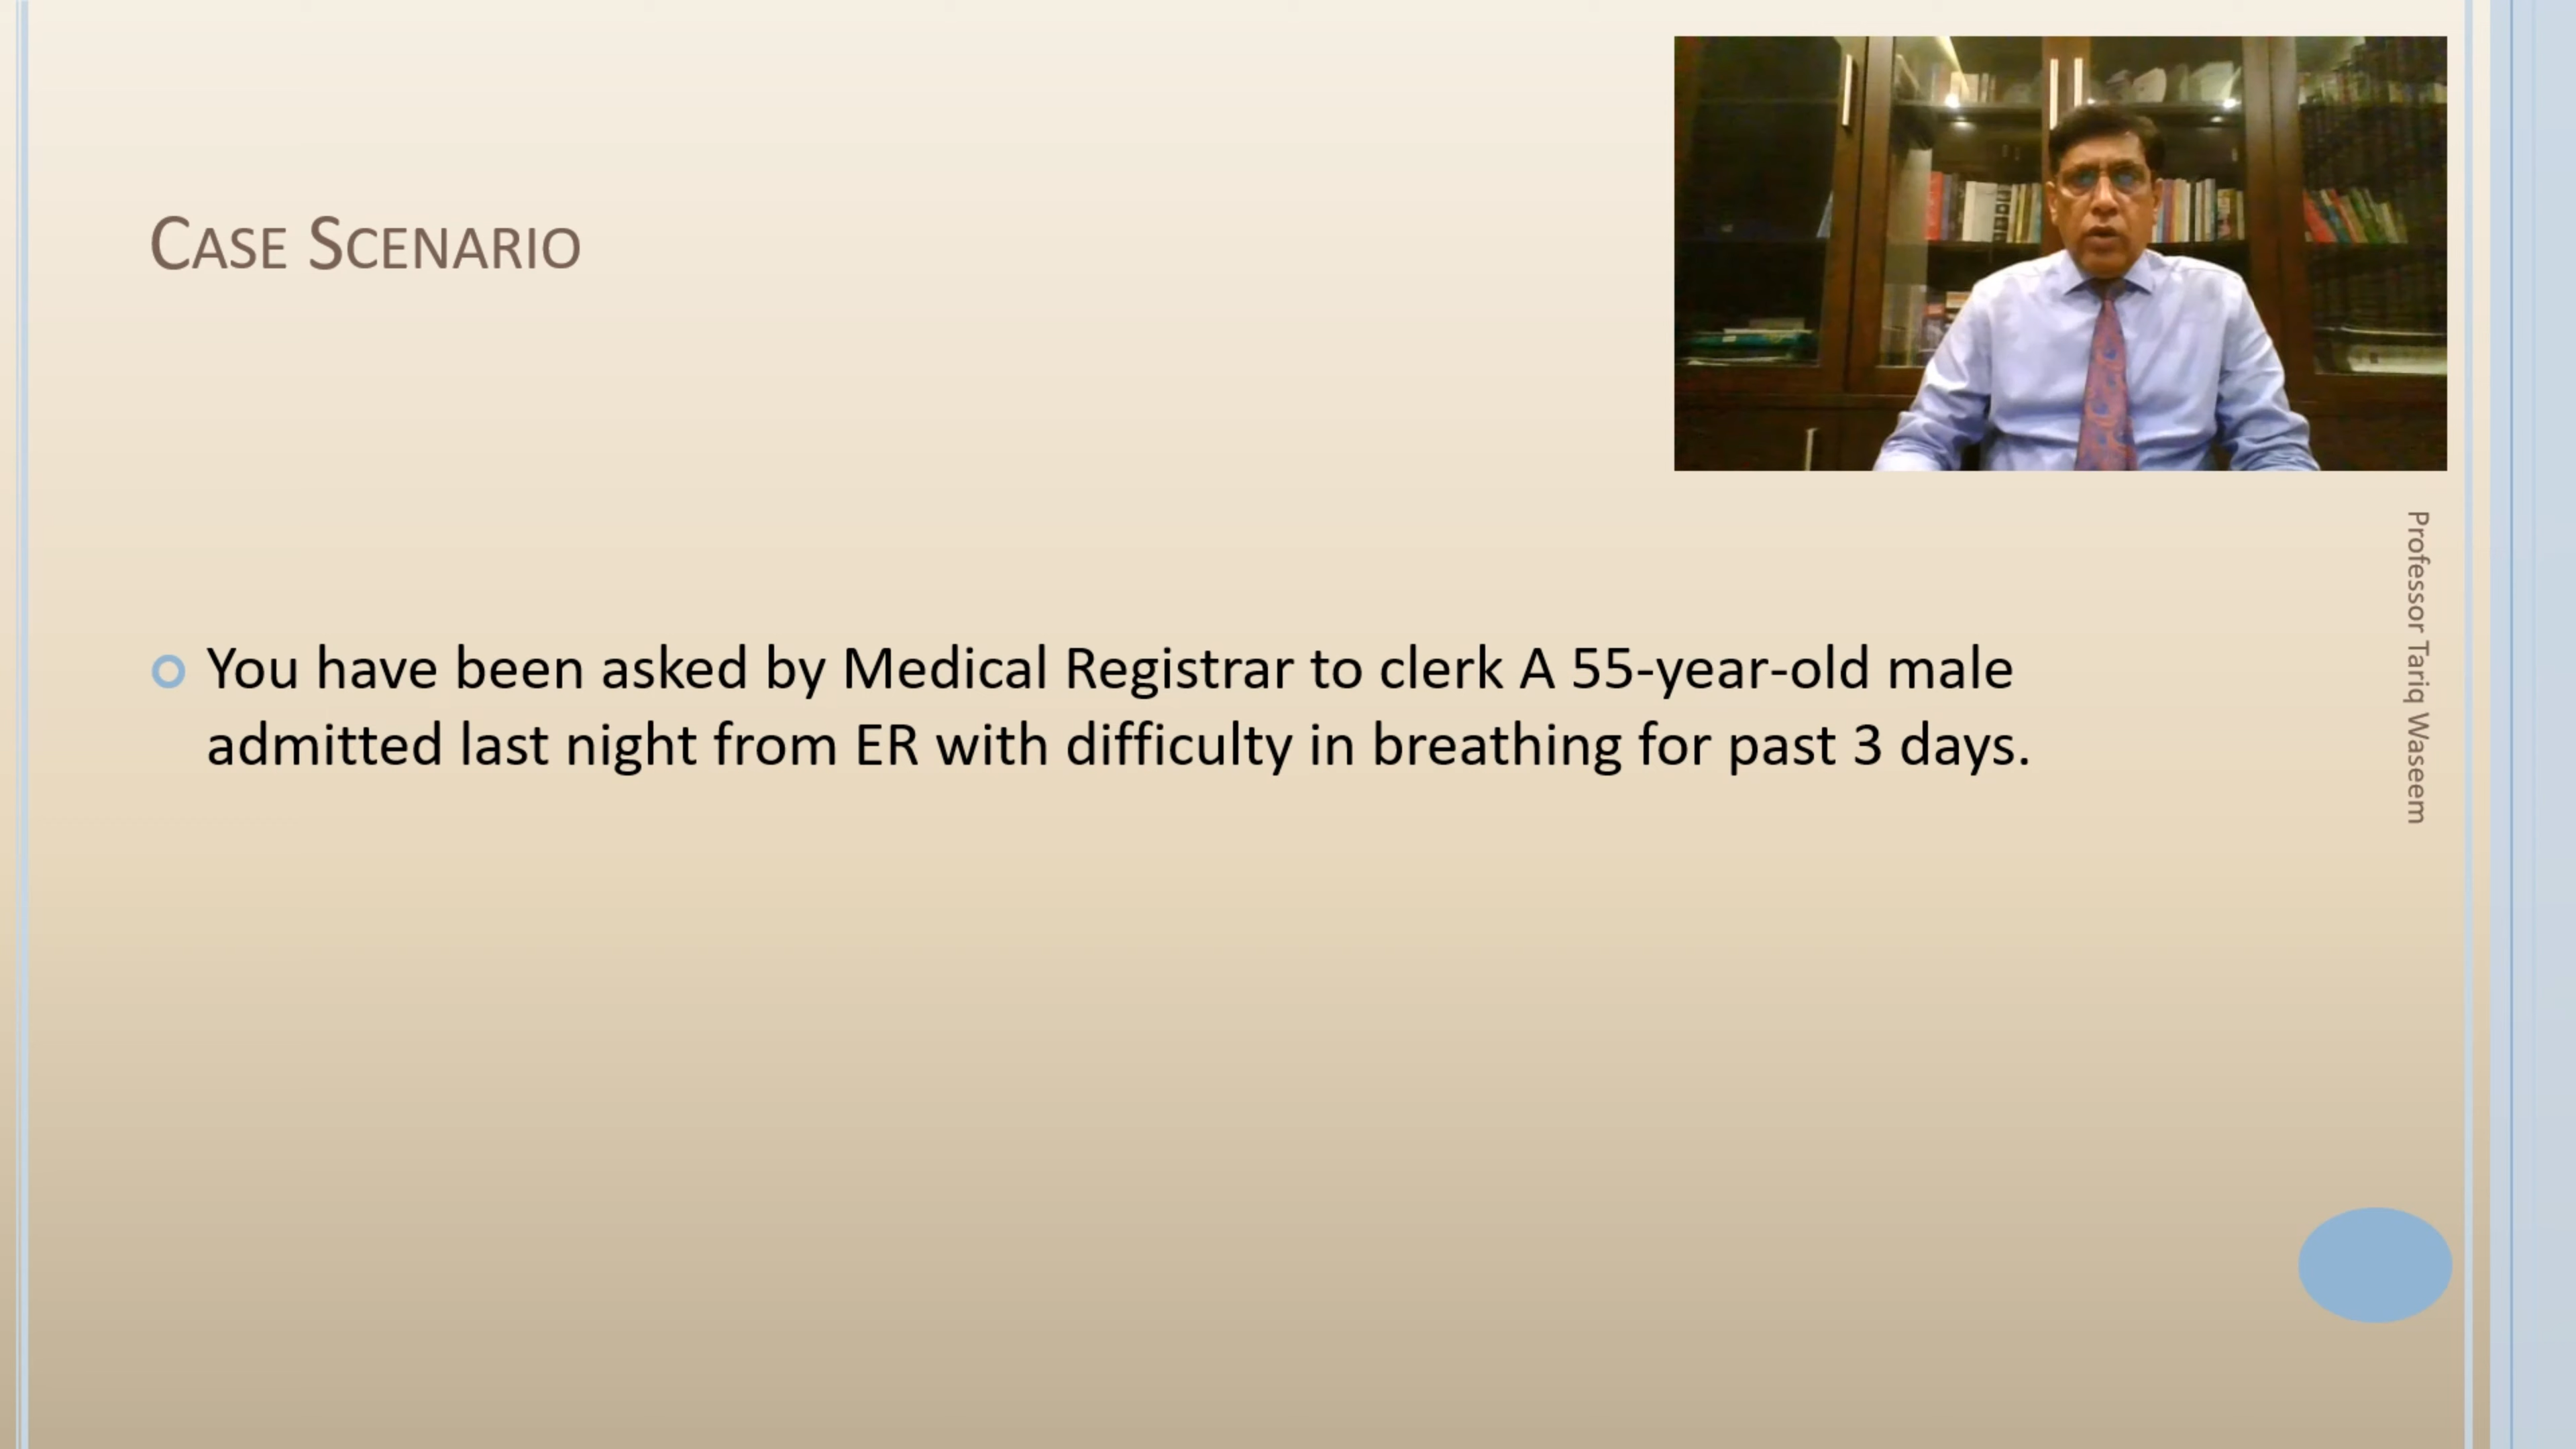 Case Scenario
You have been asked by Medical Registrar to clerk A 55-year-old male
admitted last night from ER with difficulty in breathing for past 3 days.
Professor Tariq Waseem